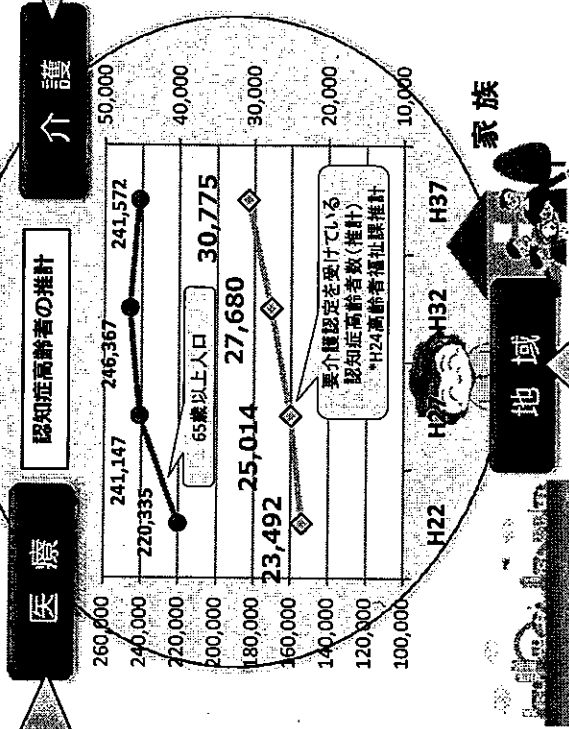 医療
介護
認知症高齢者の推計
260,000
240,000
220,000
200,000
180,000
160,000
140,000
120,000
100,000
50,000
40,000
30,000
20,000
10,000
220,335
241,147
246,367
241,572
65歳以上人口
23,492
25,014
27,680
30,775
要介護認定を受けている
認知症高齢者数(推計)
*H24高齢者福祉課推計
H22
H27
H32
H37
地域
家族